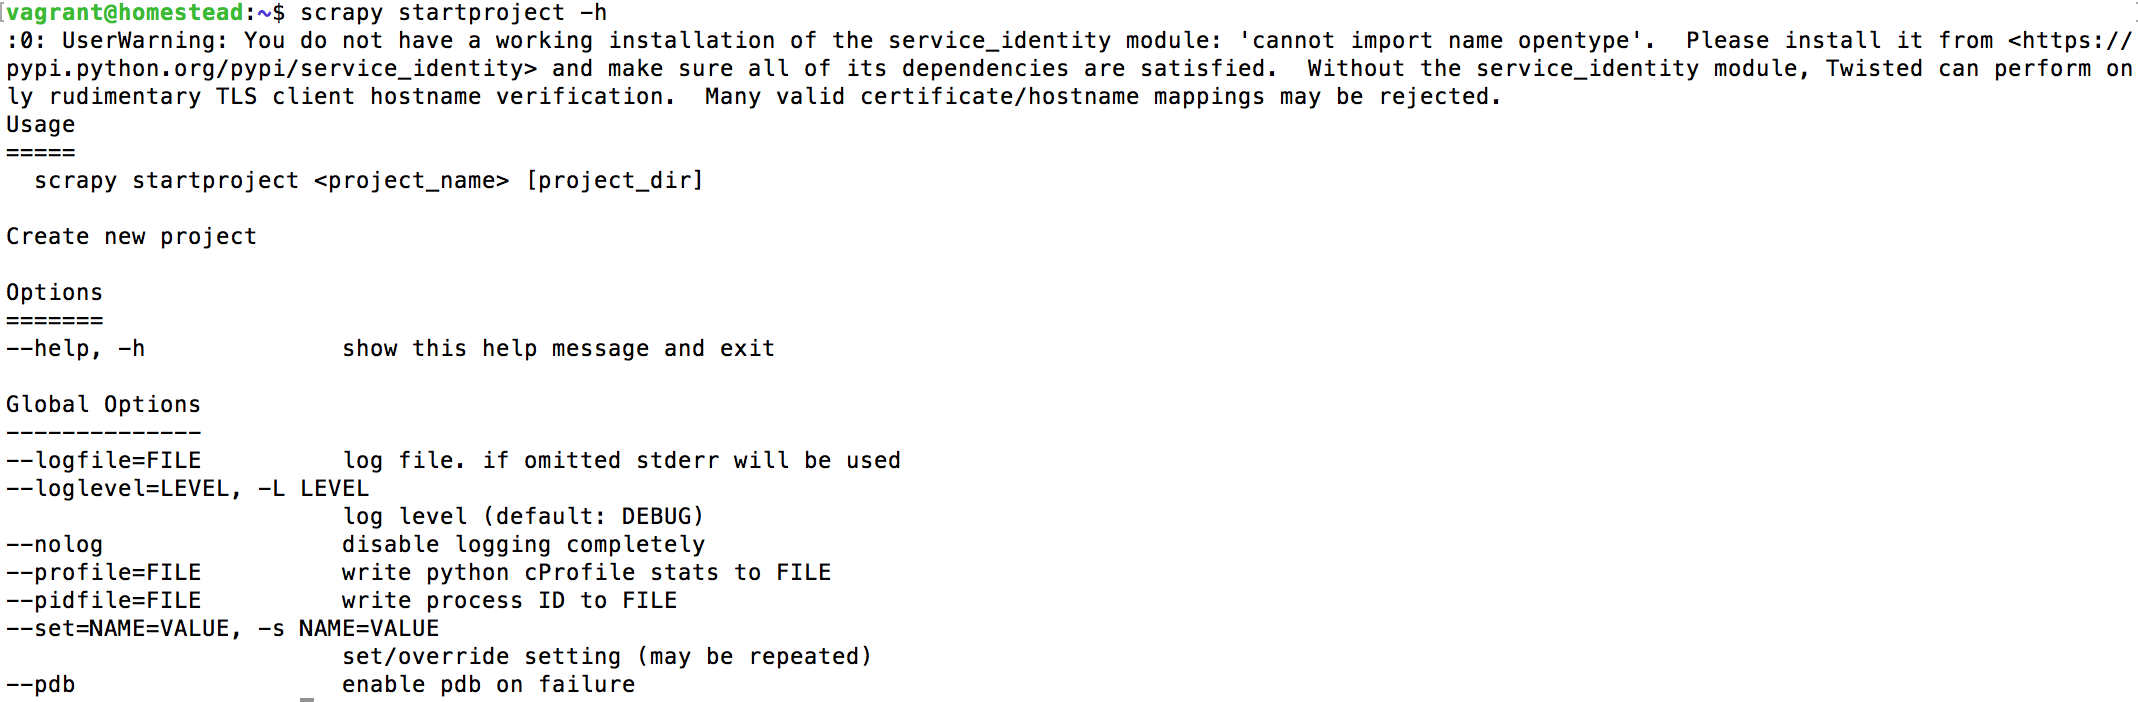 vagrant@homestead:~$ scrapy startproject -h
:0: UserWarning: You do not have a working installation of the service_identity module: 'cannot import name opentype'.  Please install it from <https://
pypi.python.org/pypi/service_identity> and make sure all of its dependencies are satisfied.  Without the service_identity module, Twisted can perform on
ly rudimentary TLS client hostname verification.  Many valid certificate/hostname mappings may be rejected.
Usage
=====
  scrapy startproject <project_name> [project_dir]

Create new project

Options
=======
--help, -h              show this help message and exit

Global Options
--------------
--logfile=FILE          log file. if omitted stderr will be used
--loglevel=LEVEL, -L LEVEL
                        log level (default: DEBUG)
--nolog                 disable logging completely
--profile=FILE          write python cProfile stats to FILE
--pidfile=FILE          write process ID to FILE
--set=NAME=VALUE, -s NAME=VALUE
                        set/override setting (may be repeated)
--pdb                   enable pdb on failure